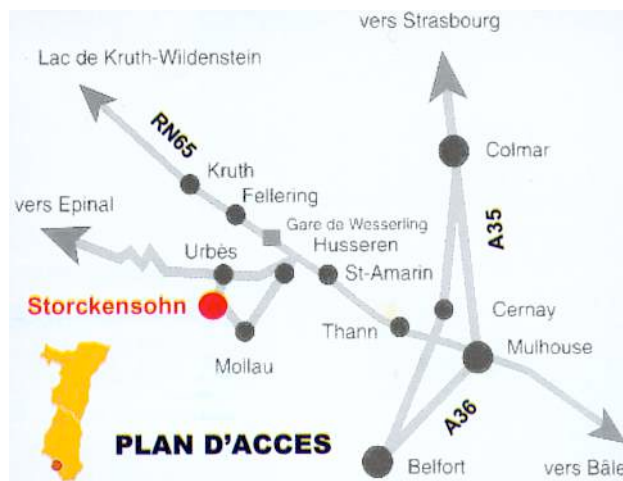 vers Strasbourg
Lac de Kruth-Wildenstein
RN65
Colmar
Kruth
Fellering
vers Epinal
Gare de Wesserling
A35
Urbès
Husseren
St-Amarin
Storckensohn
Cernay
Thann
Mulhouse
Mollau
A36
PLAN D'ACCES
Belfort
vers Bâle